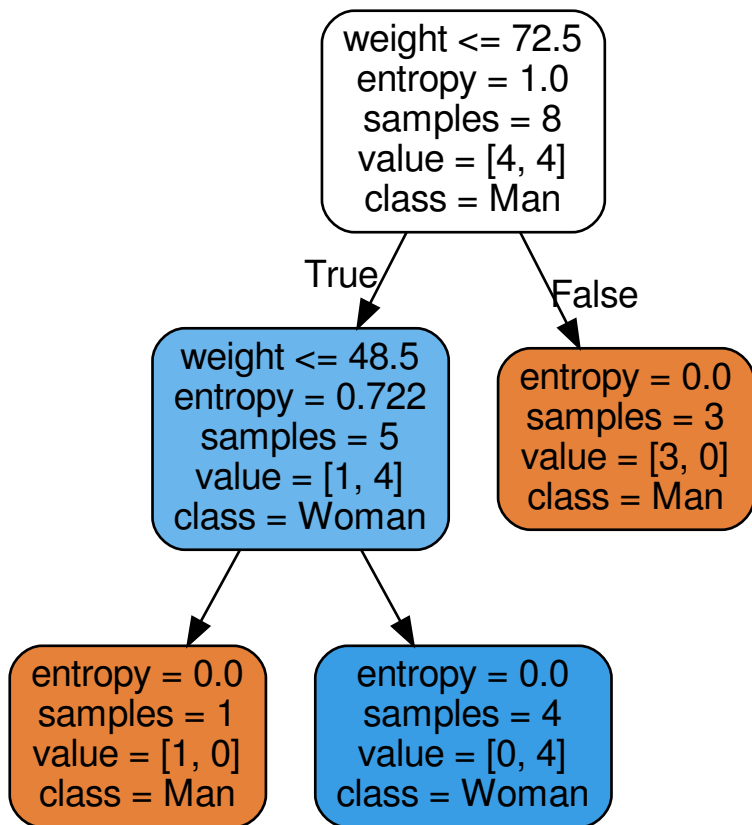 weight <= 72.5
entropy = 1.0
samples = 8
value = [4, 4]
class = Man
True
False
weight <= 48.5
entropy = 0.722
samples = 5
value = [1, 4]
class = Woman
entropy = 0.0
samples = 3
value = [3, 0]
class = Man
entropy = 0.0
samples = 1
value = [1, 0]
class = Man
entropy = 0.0
samples = 4
value = [0, 4]
class = Woman